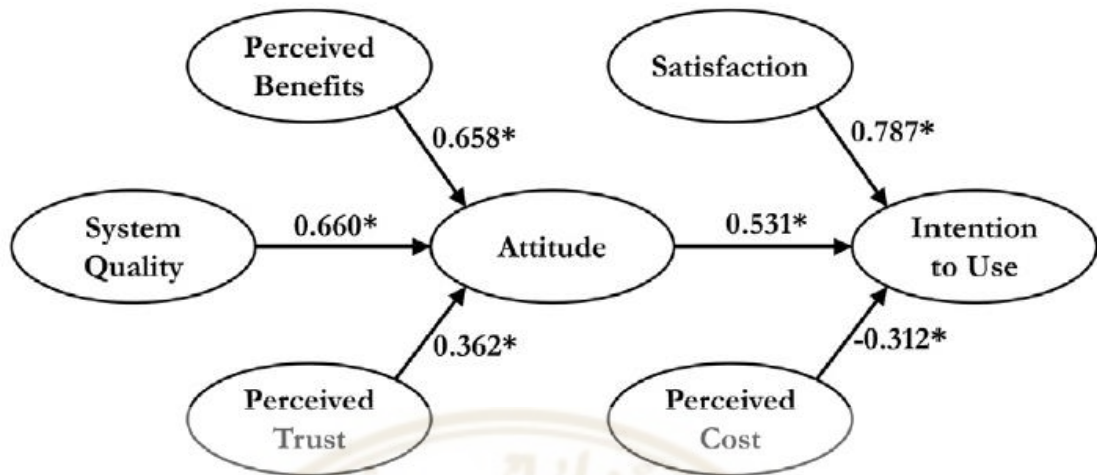 Perceived
Benefits
Satisfaction
0.658*
0.787*
System
Quality
0.660*
Attitude
0.531*
Intention
to Use
0.362*
-0.312*
Perceived
Trust
Perceived
Cost